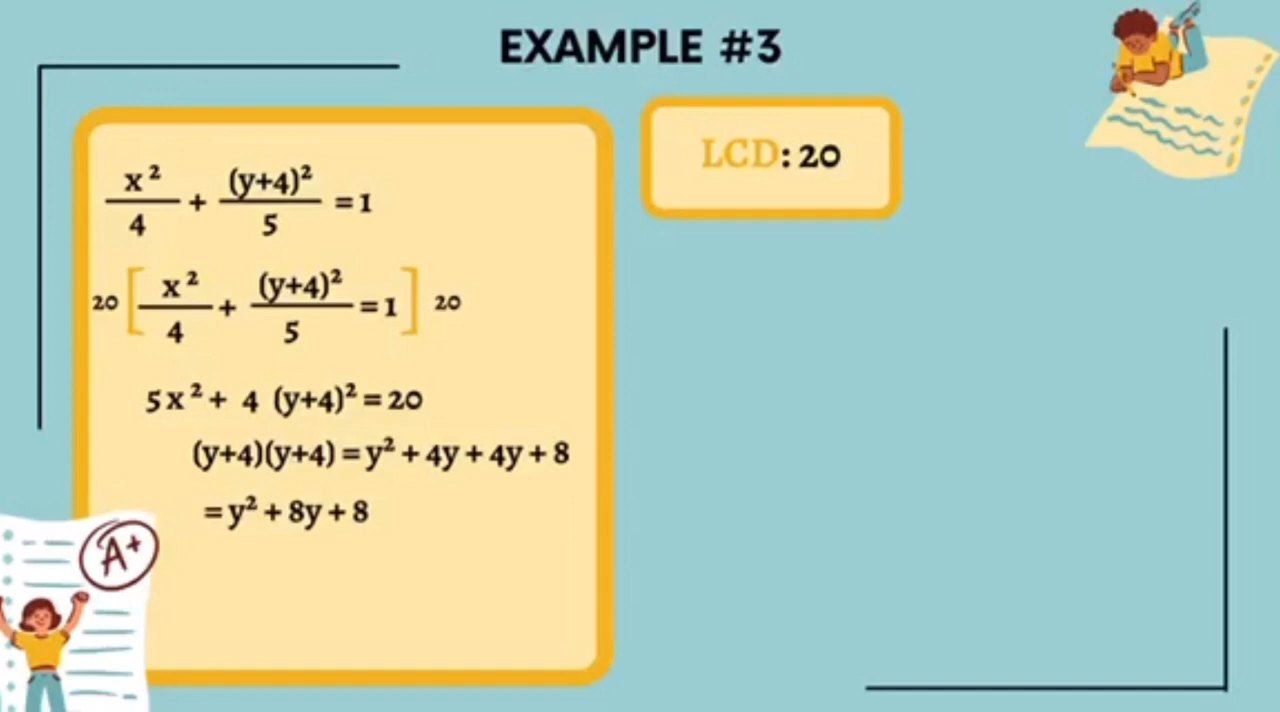 EXAMPLE #3
x²/4 + (y+4)²/5 = 1
20 [ x²/4 + (y+4)²/5 = 1 ] 20
5x² + 4 (y+4)² = 20
(y+4)(y+4) = y² + 4y + 4y + 8
= y² + 8y + 8
LCD: 20
A+